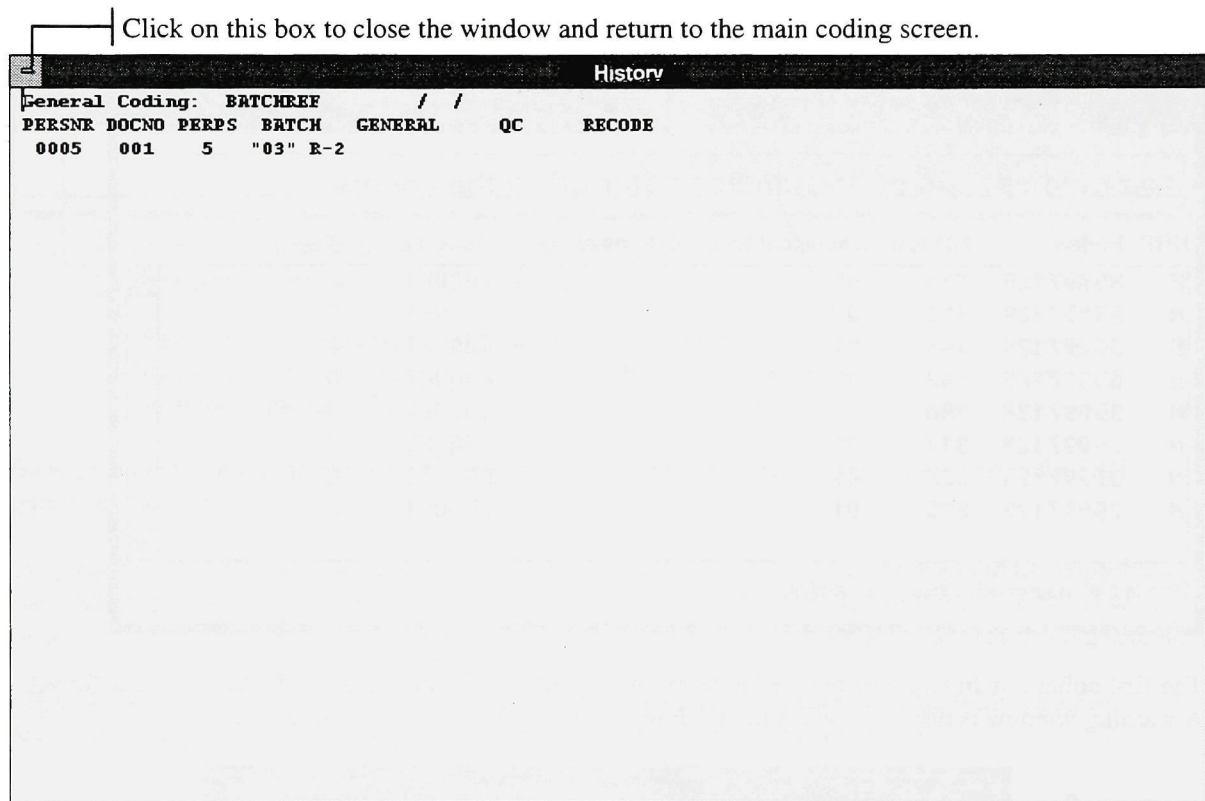 Click on this box to close the window and return to the main coding screen.
History
General Coding: BATCHREF / /
PERSNR DOCNO PERPS BATCH GENERAL QC RECODE
0005 001 5 "03" R-2